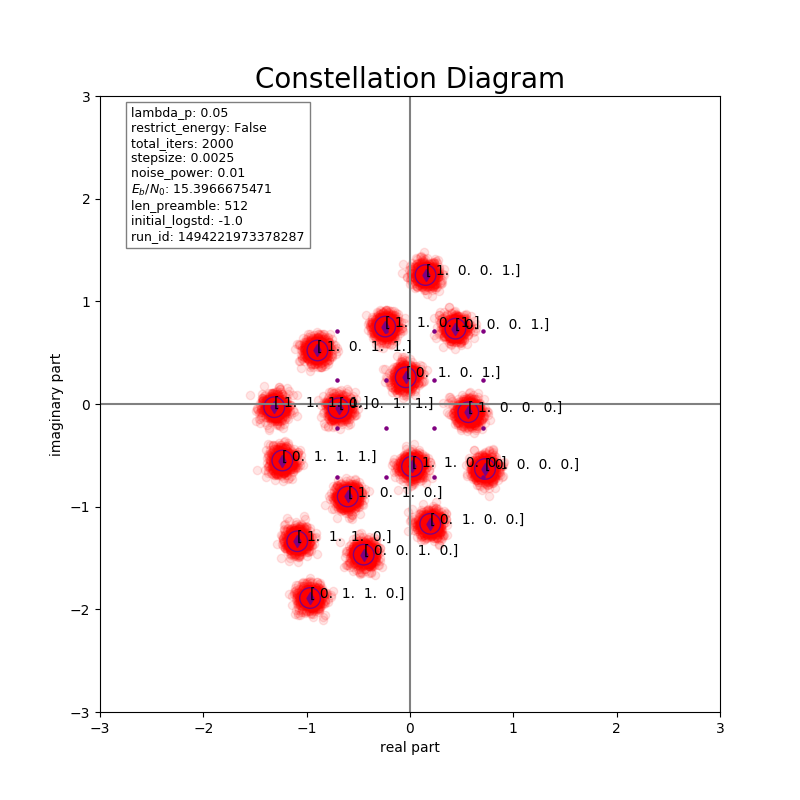 Constellation Diagram
lambda_p: 0.05
restrict_energy: False
total_iters: 2000
stepsize: 0.0025
noise_power: 0.01
E_b/N_0: 15.3966675471
len_preamble: 512
initial_logstd: -1.0
run_id: 1494221973378287
3
2
1
0
−1
−2
−3
imaginary part
[ 1. 0. 0. 1.]
[ 1. 1. 0. 1.]
[ 0. 0. 0. 1.]
[ 1. 0. 1. 1.]
[ 0. 1. 0. 1.]
[ 1. 1. 1. 1.]
[ 0. 0. 1. 1.]
[ 1. 0. 0. 0.]
[ 0. 1. 1. 1.]
[ 1. 1. 0. 0.]
[ 0. 0. 0. 0.]
[ 1. 0. 1. 0.]
[ 0. 1. 0. 0.]
[ 1. 1. 1. 0.]
[ 0. 0. 1. 0.]
[ 0. 1. 1. 0.]
−3
−2
−1
0
1
2
3
real part